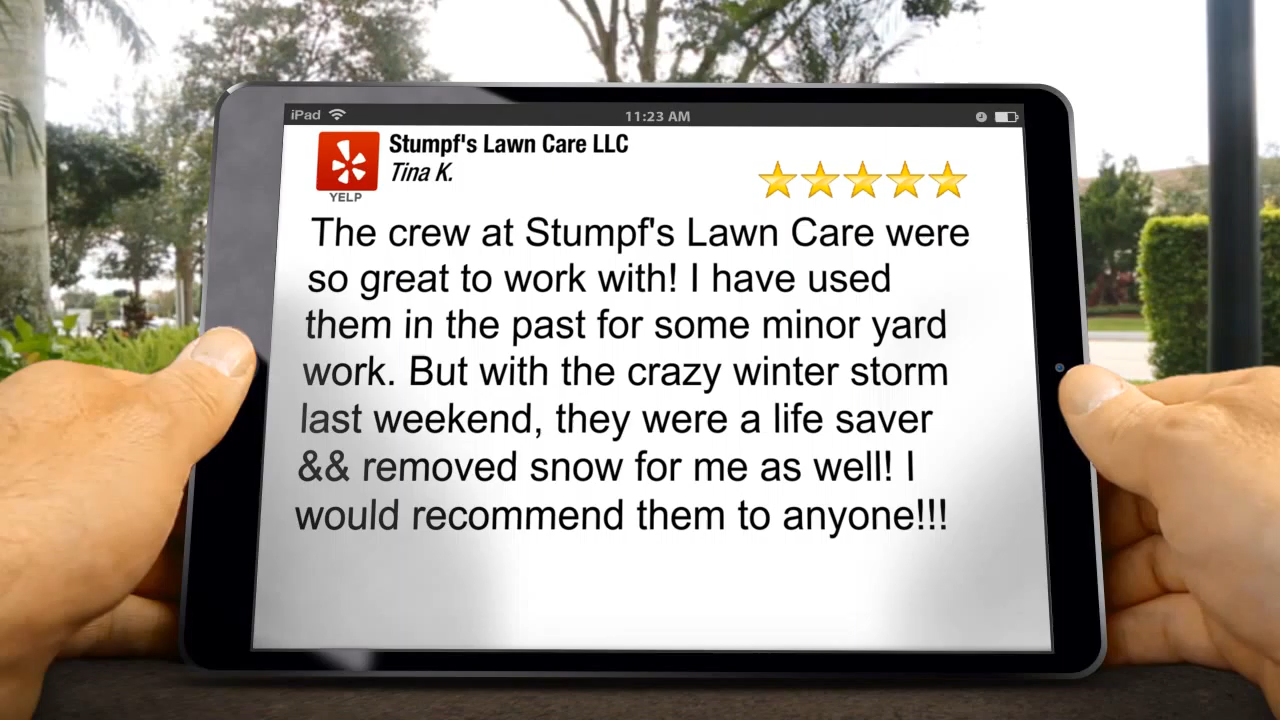 iPad 11:23 AM
Stumpf's Lawn Care LLC
Tina K.
YELP
The crew at Stumpf's Lawn Care were
so great to work with! I have used
them in the past for some minor yard
work. But with the crazy winter storm
last weekend, they were a life saver
&& removed snow for me as well! I
would recommend them to anyone!!!